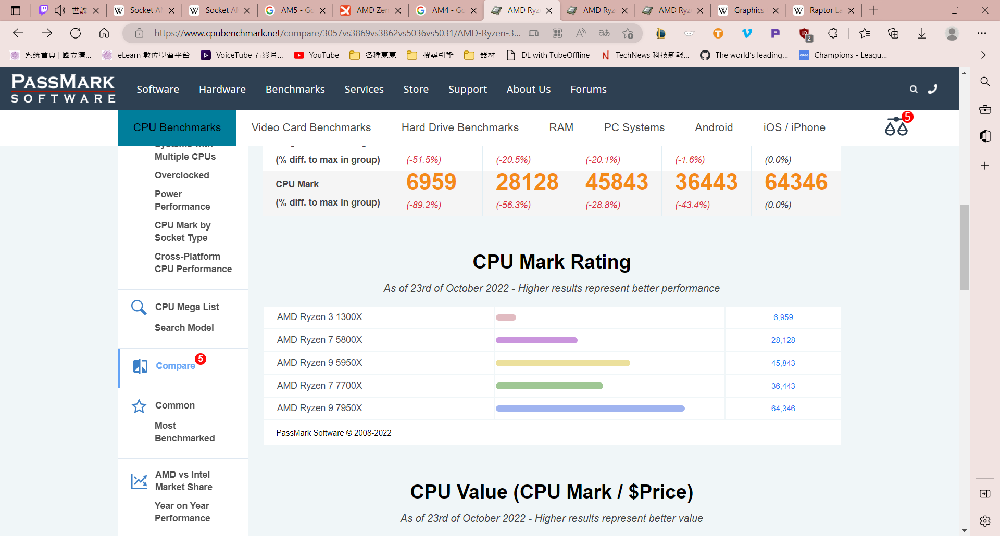 世誠
Socket AM
Socket AM
AM5 - Go
AMD Zen
AM4 - Go
AMD Ryz
AMD Ryz
AMD Ryz
Graphics
Raptor La
https://www.cpubenchmark.net/compare/3057vs3869vs3862vs5036vs5031/AMD-Ryzen-3...
2
系統首頁 | 國立清...
eLearn 數位學習平台
VoiceTube 看影片...
YouTube
各種東東
搜尋引擎
器材
DL with TubeOffline
TechNews 科技新報...
The world's leading...
Champions - Leagu...
PASSMARK
SOFTWARE
Software
Hardware
Benchmarks
Services
Store
Support
About Us
Forums
CPU Benchmarks
Video Card Benchmarks
Hard Drive Benchmarks
RAM
PC Systems
Android
iOS / iPhone
5
Systems with
Multiple CPUs
Overclocked
Power
Performance
CPU Mark by
Socket Type
Cross-Platform
CPU Performance
CPU Mega List
Search Model
Compare
5
Common
Most
Benchmarked
AMD vs Intel
Market Share
Year on Year
Performance
(% diff. to max in group) (-51.5%) (-20.5%) (-20.1%) (-1.6%) (0.0%)
CPU Mark 6959 28128 45843 36443 64346
(% diff. to max in group) (-89.2%) (-56.3%) (-28.8%) (-43.4%) (0.0%)
CPU Mark Rating
As of 23rd of October 2022 - Higher results represent better performance
AMD Ryzen 3 1300X 6,959
AMD Ryzen 7 5800X 28,128
AMD Ryzen 9 5950X 45,843
AMD Ryzen 7 7700X 36,443
AMD Ryzen 9 7950X 64,346
PassMark Software © 2008-2022
CPU Value (CPU Mark / $Price)
As of 23rd of October 2022 - Higher results represent better value